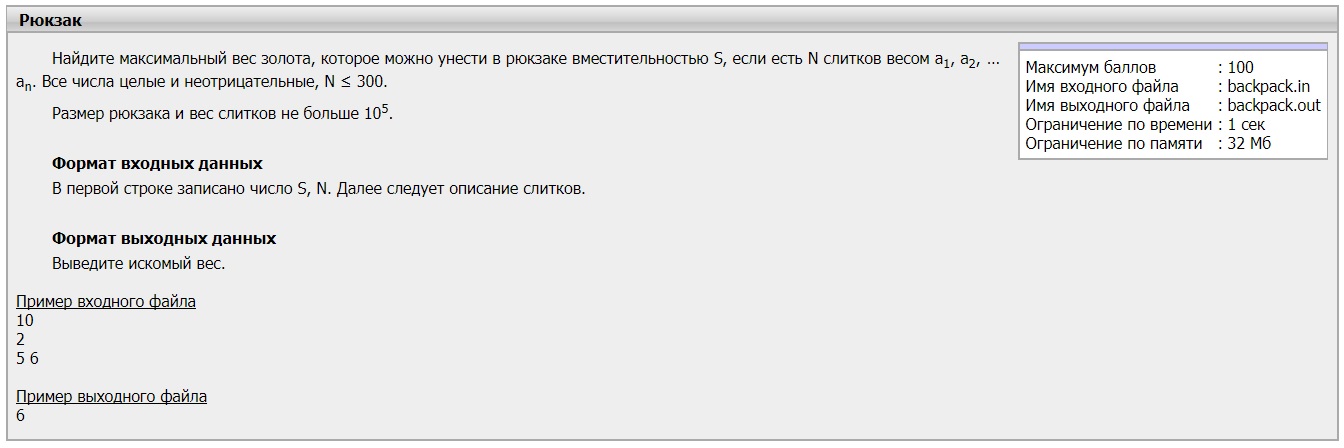 Рюкзак
Найдите максимальный вес золота, которое можно унести в рюкзаке вместительностью S, если есть N слитков весом a1, a2, ...
an. Все числа целые и неотрицательные, N ≤ 300.
Размер рюкзака и вес слитков не больше 10^5.
Максимум баллов : 100
Имя входного файла : backpack.in
Имя выходного файла : backpack.out
Ограничение по времени : 1 сек
Ограничение по памяти : 32 Мб
Формат входных данных
В первой строке записано число S, N. Далее следует описание слитков.
Формат выходных данных
Выведите искомый вес.
Пример входного файла
10
2
5 6
Пример выходного файла
6